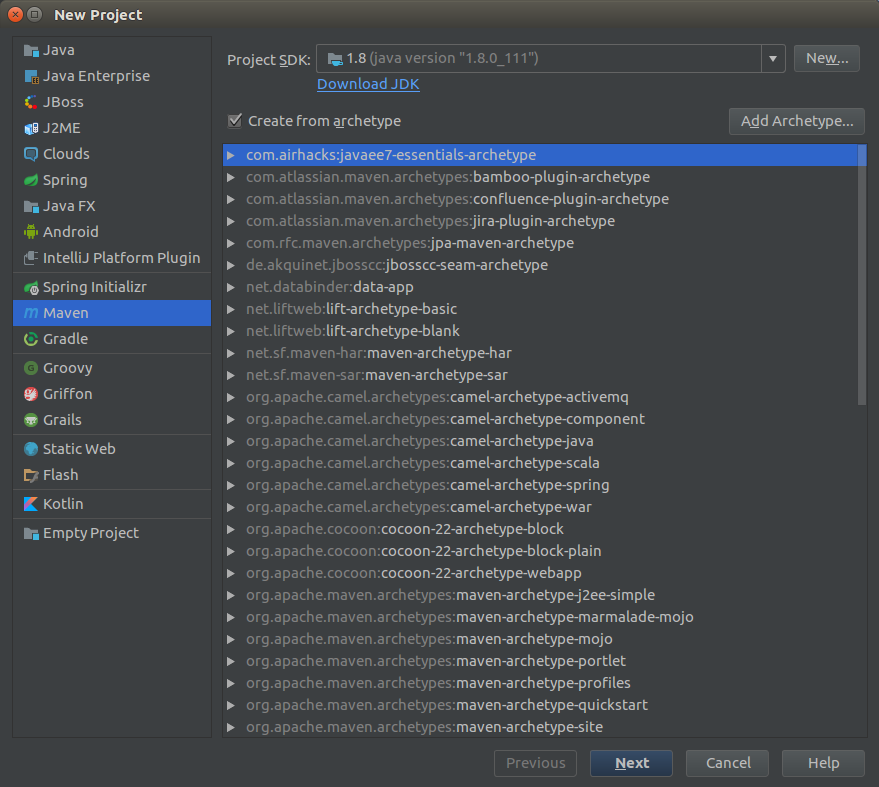 New Project
Java
Java Enterprise
JBoss
J2ME
Clouds
Spring
Java FX
Android
IntelliJ Platform Plugin
Spring Initializr
Maven
Gradle
Groovy
Griffon
Grails
Static Web
Flash
Kotlin
Empty Project
Project SDK: 1.8 (java version "1.8.0_111") New...
Download JDK
Create from archetype Add Archetype...
com.airhacks:javaee7-essentials-archetype
com.atlassian.maven.archetypes:bamboo-plugin-archetype
com.atlassian.maven.archetypes:confluence-plugin-archetype
com.atlassian.maven.archetypes:jira-plugin-archetype
com.rfc.maven.archetypes:jpa-maven-archetype
de.akquinet.jbosscc:jbosscc-seam-archetype
net.databinder:data-app
net.liftweb:lift-archetype-basic
net.liftweb:lift-archetype-blank
net.sf.maven-har:maven-archetype-har
net.sf.maven-sar:maven-archetype-sar
org.apache.camel.archetypes:camel-archetype-activemq
org.apache.camel.archetypes:camel-archetype-component
org.apache.camel.archetypes:camel-archetype-java
org.apache.camel.archetypes:camel-archetype-scala
org.apache.camel.archetypes:camel-archetype-spring
org.apache.camel.archetypes:camel-archetype-war
org.apache.cocoon:cocoon-22-archetype-block
org.apache.cocoon:cocoon-22-archetype-block-plain
org.apache.cocoon:cocoon-22-archetype-webapp
org.apache.maven.archetypes:maven-archetype-j2ee-simple
org.apache.maven.archetypes:maven-archetype-marmalade-mojo
org.apache.maven.archetypes:maven-archetype-mojo
org.apache.maven.archetypes:maven-archetype-portlet
org.apache.maven.archetypes:maven-archetype-profiles
org.apache.maven.archetypes:maven-archetype-quickstart
org.apache.maven.archetypes:maven-archetype-site
Previous Next Cancel Help